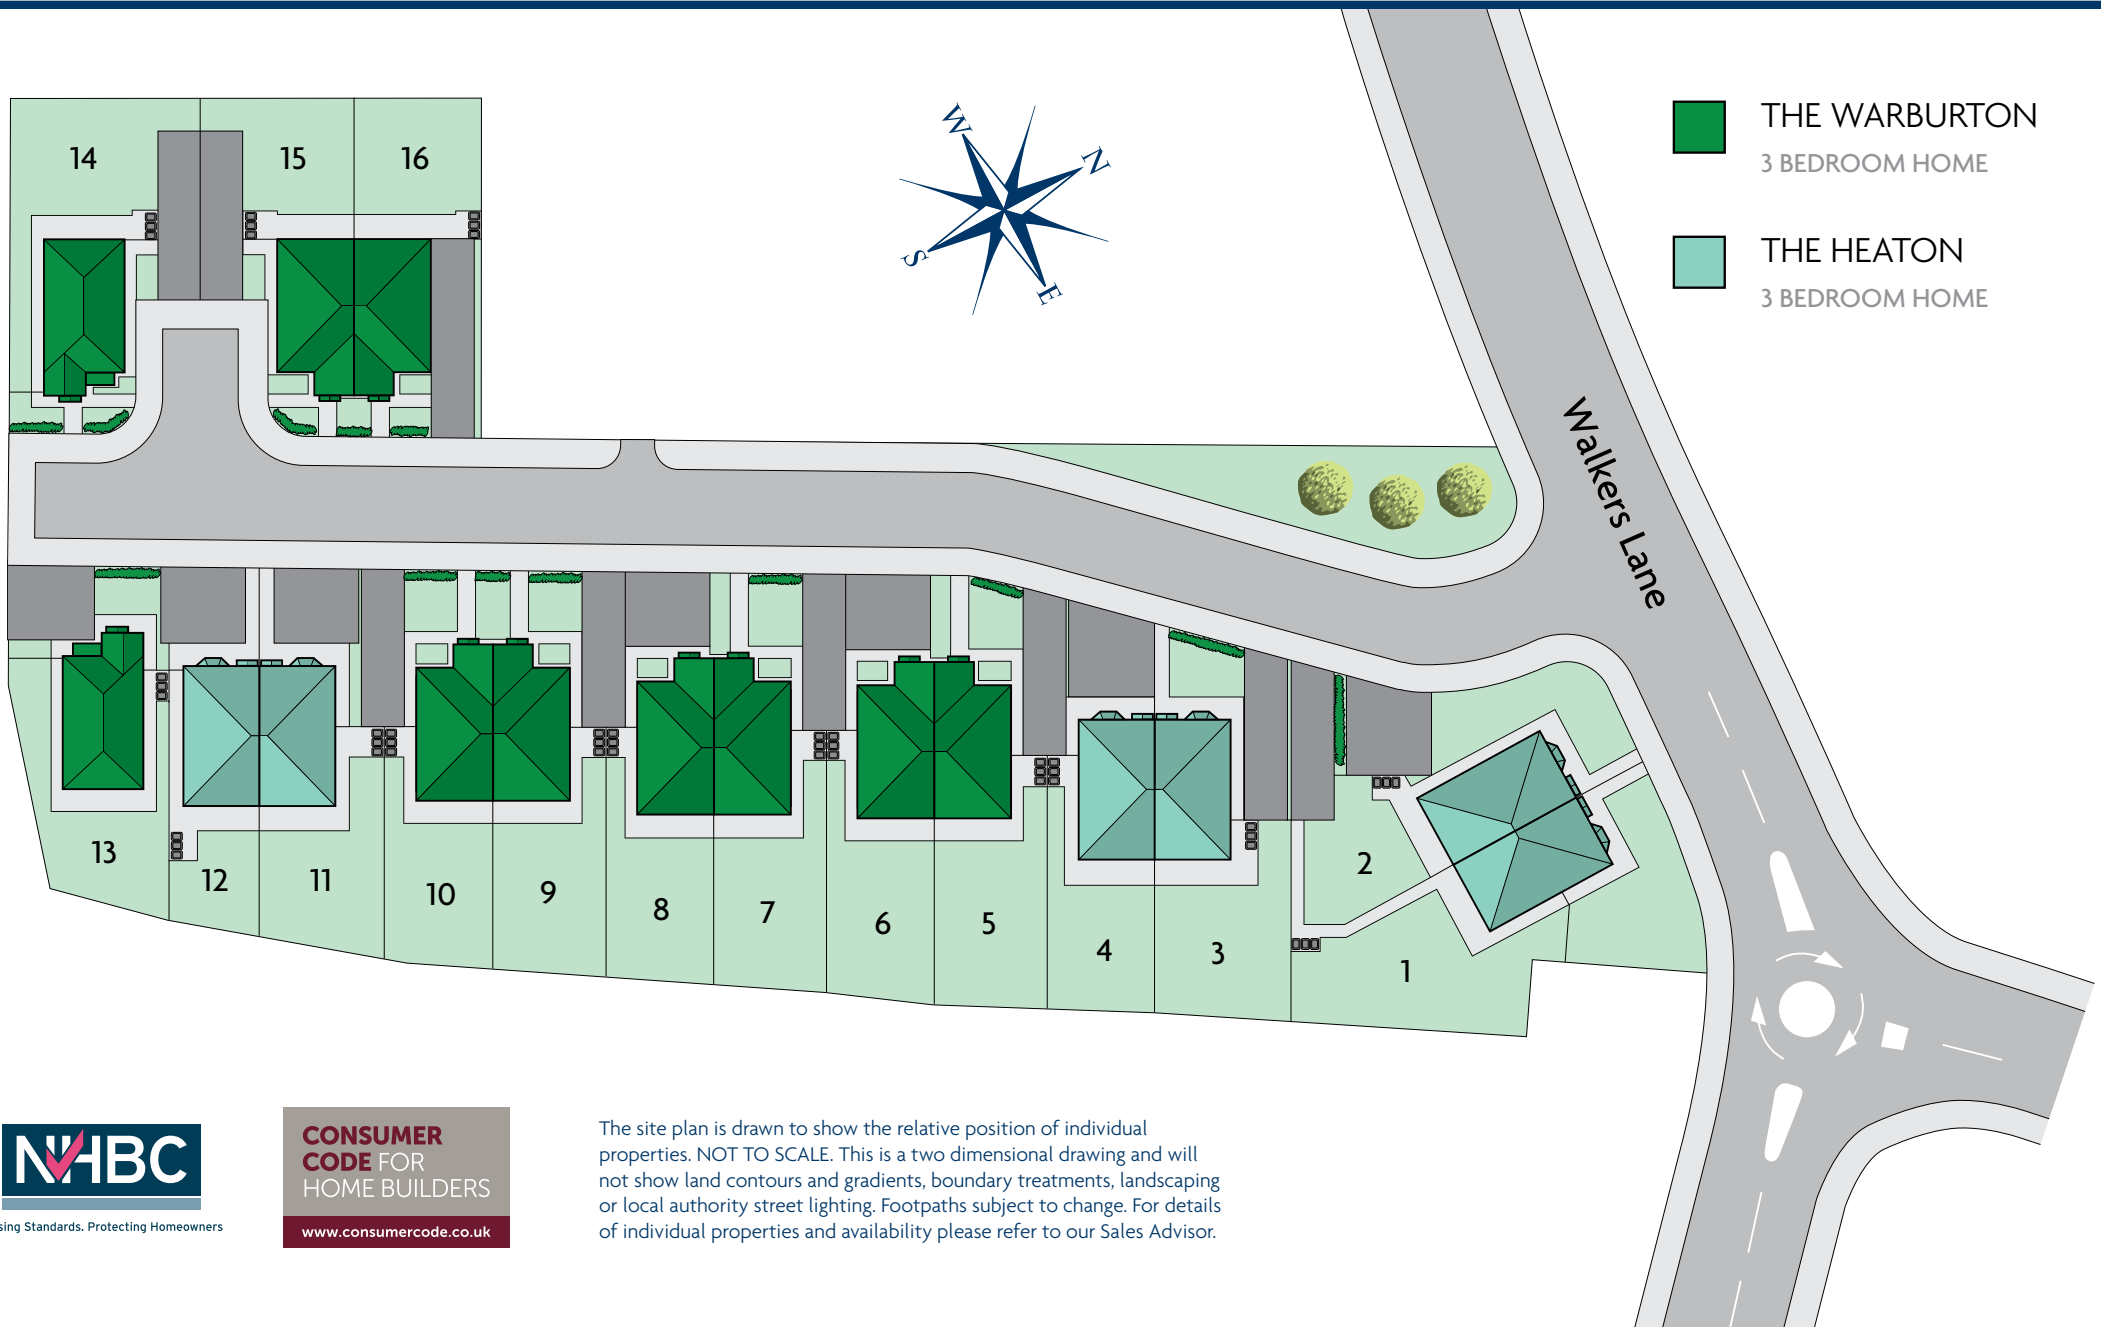 THE WARBURTON
3 BEDROOM HOME
THE HEATON
3 BEDROOM HOME
W
N
S
E
14
15
16
Walkers Lane
13
12
11
10
9
8
7
6
5
4
3
2
1
NHBC
sing Standards. Protecting Homeowners
CONSUMER
CODE FOR
HOME BUILDERS
www.consumercode.co.uk
The site plan is drawn to show the relative position of individual
properties. NOT TO SCALE. This is a two dimensional drawing and will
not show land contours and gradients, boundary treatments, landscaping
or local authority street lighting. Footpaths subject to change. For details
of individual properties and availability please refer to our Sales Advisor.